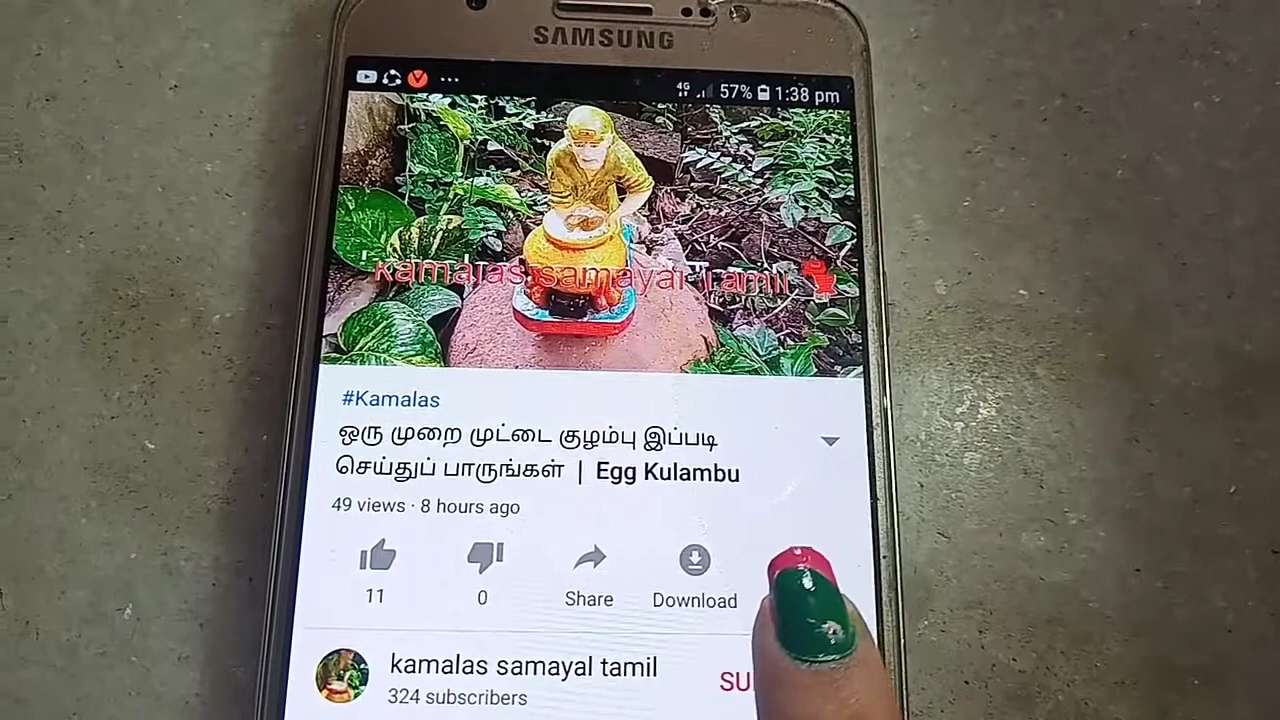 SAMSUNG
4G 57% 1:38 pm
kamalas samayal Tamil
#Kamalas
ஒரு முறை முட்டை குழம்பு இப்படி
செய்துப் பாருங்கள் | Egg Kulambu
49 views · 8 hours ago
11 0 Share Download
kamalas samayal tamil
324 subscribers